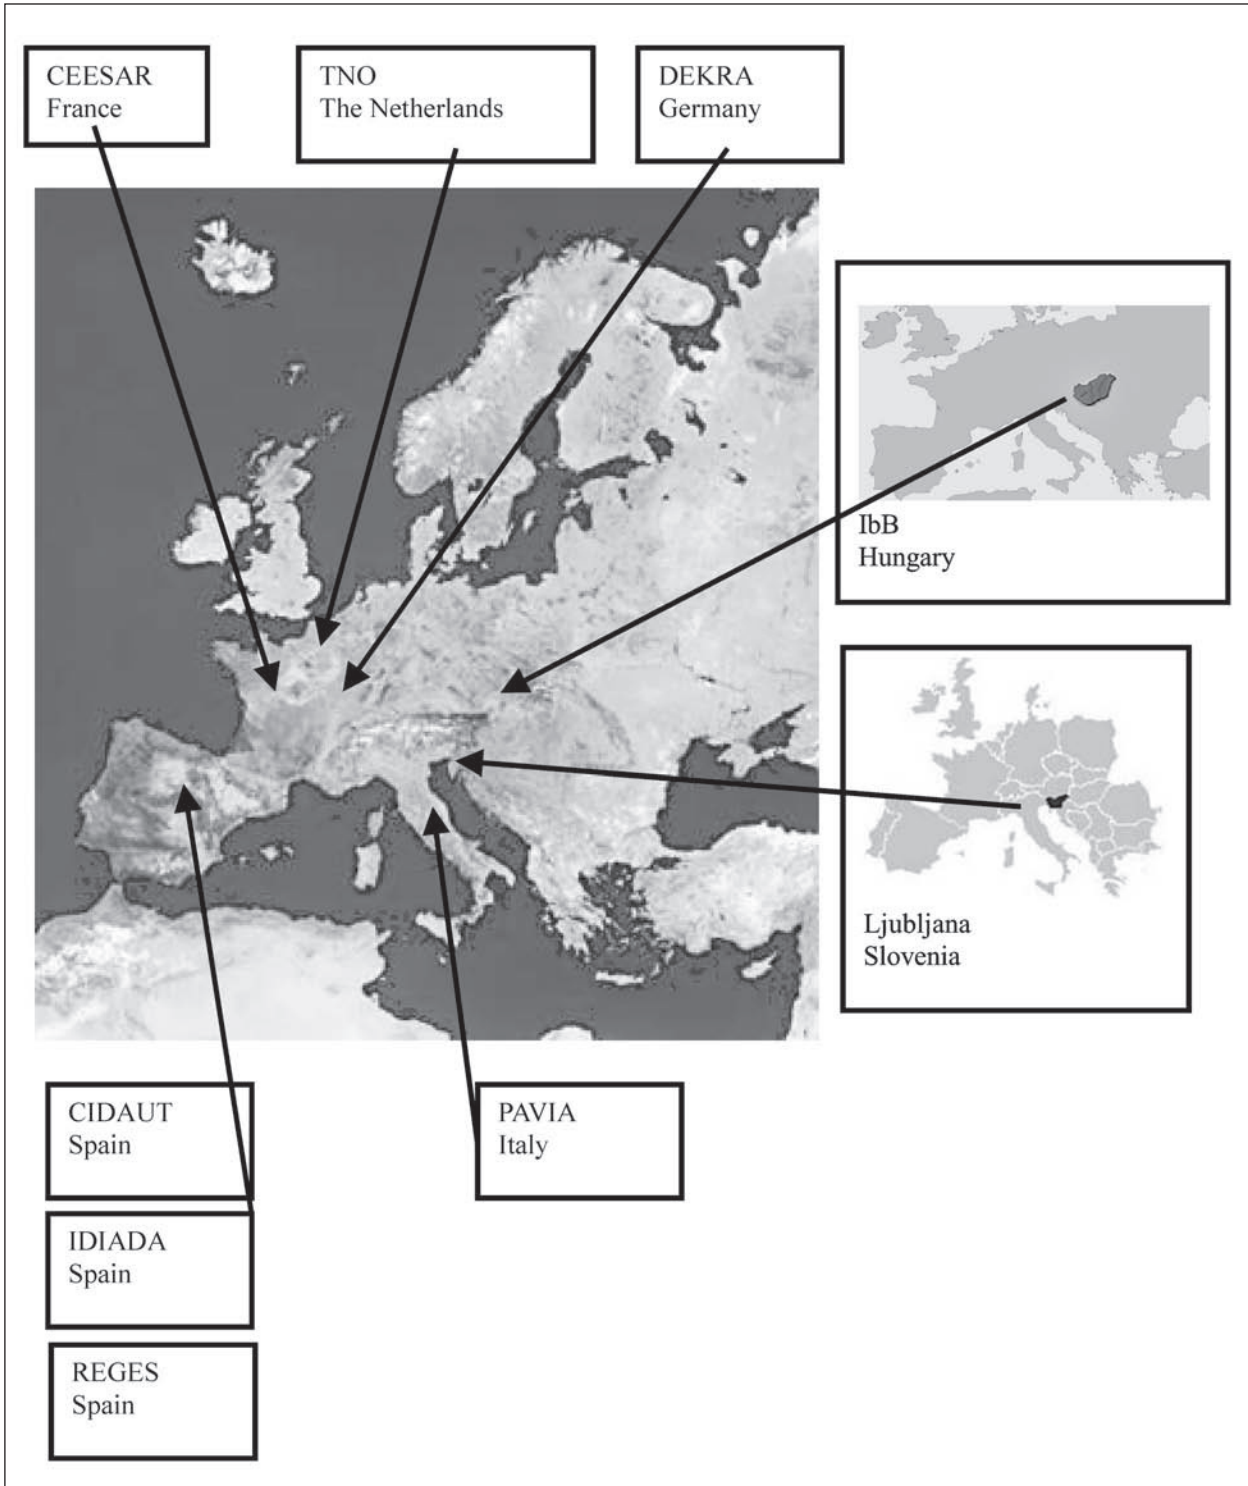 CEESAR
France
TNO
The Netherlands
DEKRA
Germany
IbB
Hungary
Ljubljana
Slovenia
CIDAUT
Spain
PAVIA
Italy
IDIADA
Spain
REGES
Spain